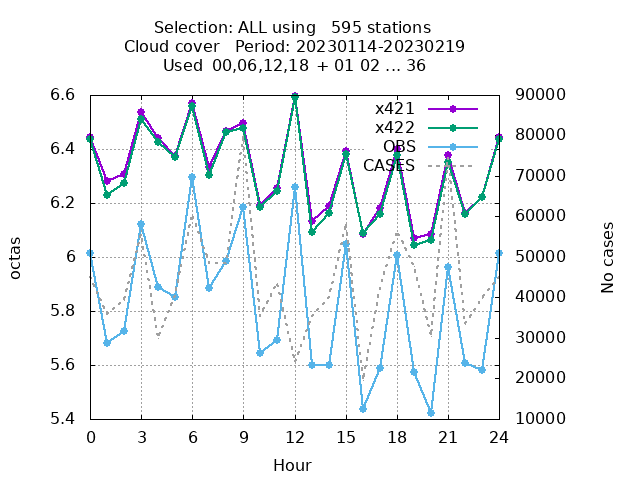 Selection: ALL using   595 stations
Cloud cover   Period: 20230114-20230219
Used  00,06,12,18  + 01 02 ... 36
6.6
6.4
6.2
6
5.8
5.6
5.4
octas
90000
80000
70000
60000
50000
40000
30000
20000
10000
No cases
x421
x422
OBS
CASES
0 3 6 9 12 15 18 21 24
Hour